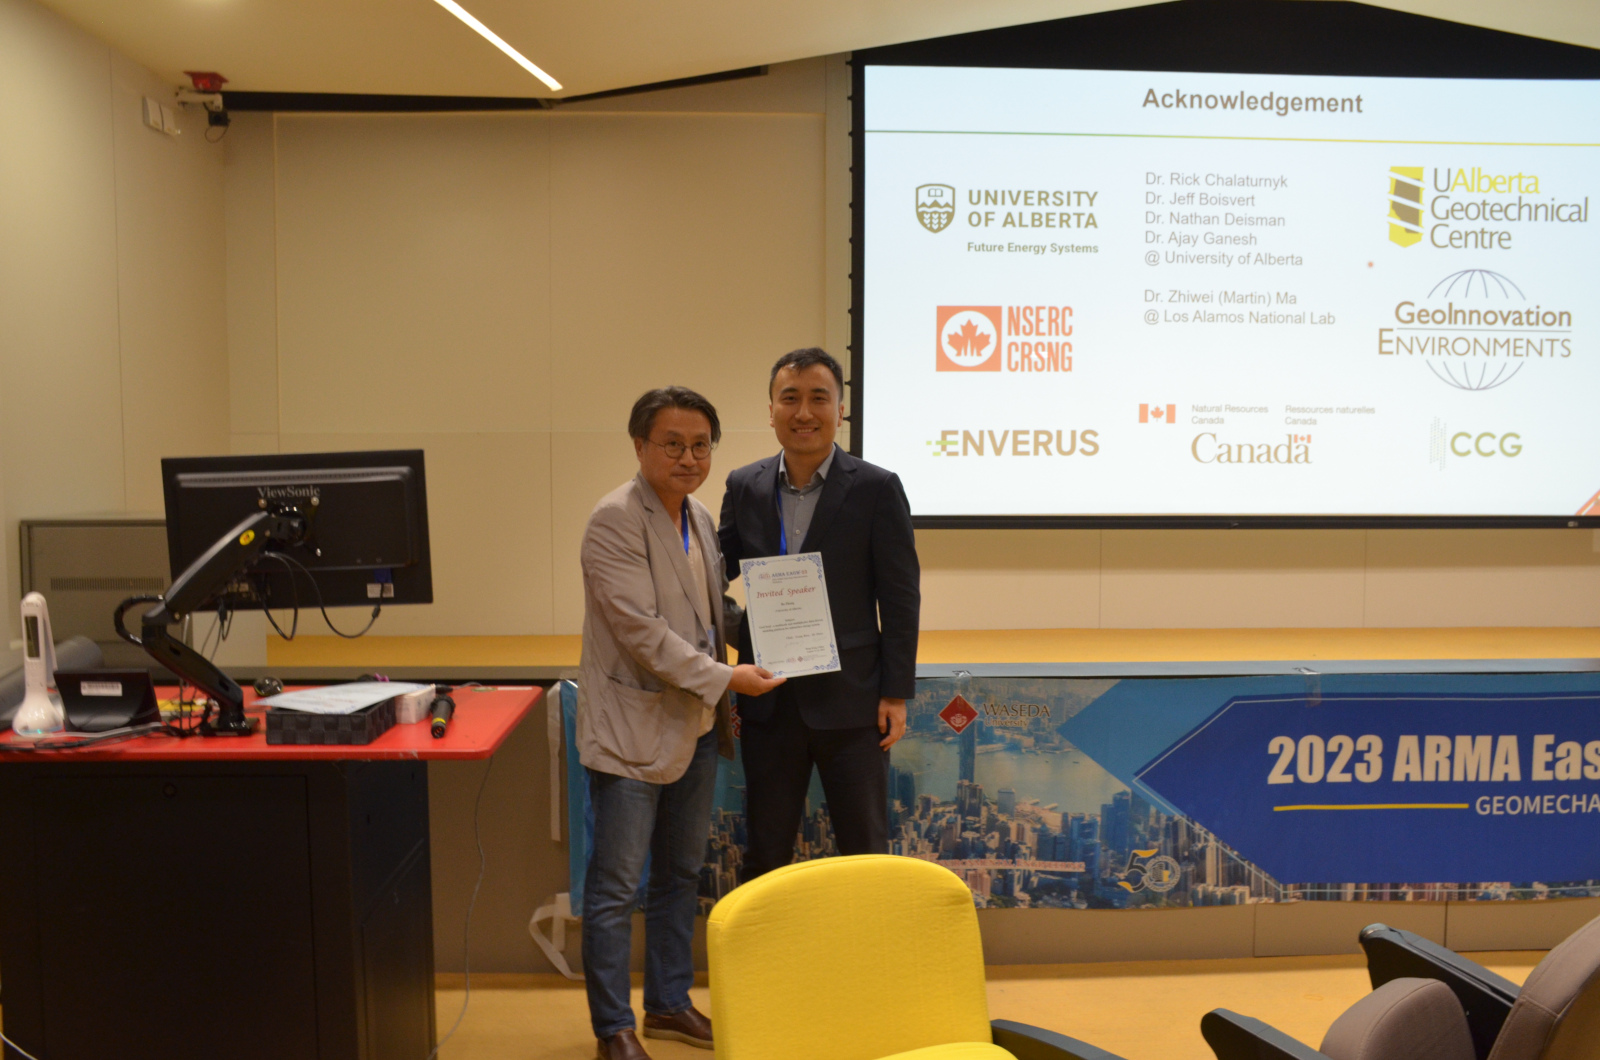 Acknowledgement
UNIVERSITY
OF ALBERTA
Future Energy Systems
Dr. Rick Chalaturnyk
Dr. Jeff Boisvert
Dr. Nathan Deisman
Dr. Ajay Ganesh
@ University of Alberta
Dr. Zhiwei (Martin) Ma
@ Los Alamos National Lab
UAlberta
Geotechnical
Centre
NSERC
CRSNG
GeoInnovation
ENVIRONMENTS
ENVERUS
Natural Resources
Canada
Ressources naturelles
Canada
Canada
CCG
ViewSonic
Invited Speaker
WASEDA
University
2023 ARMA Eas
GEOMECHA
50